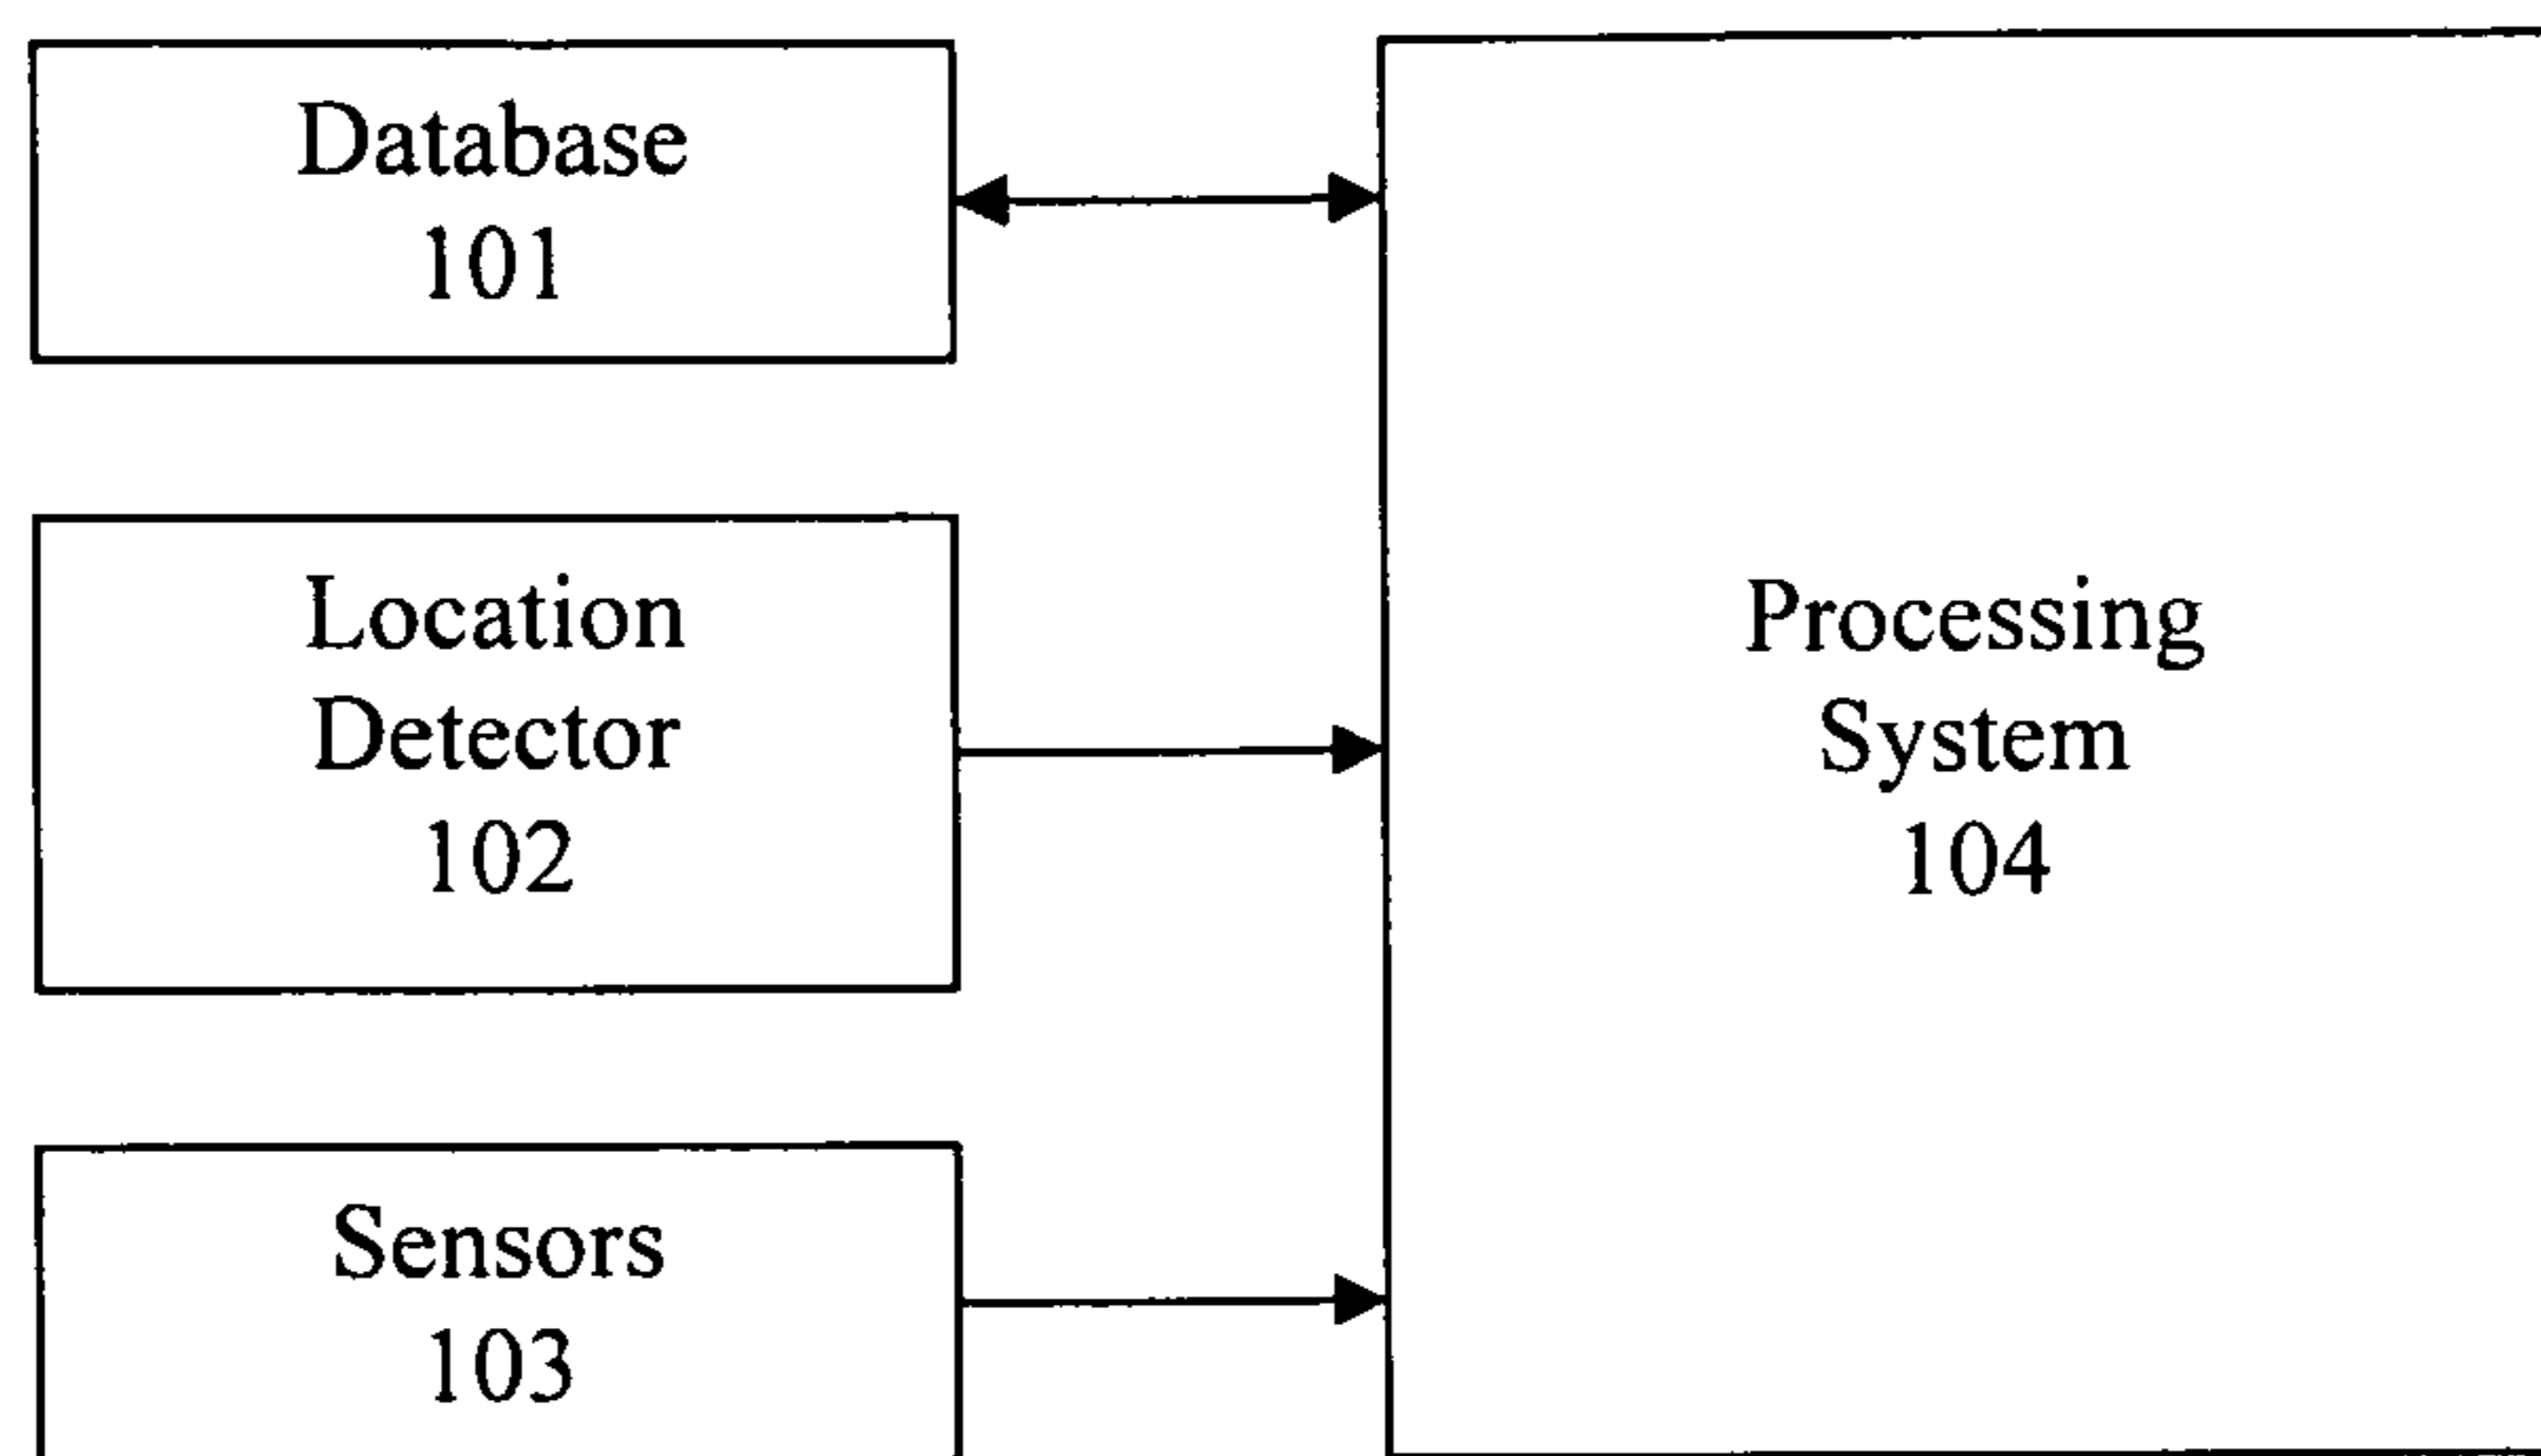 Database
101
Location
Detector
102
Processing
System
104
Sensors
103